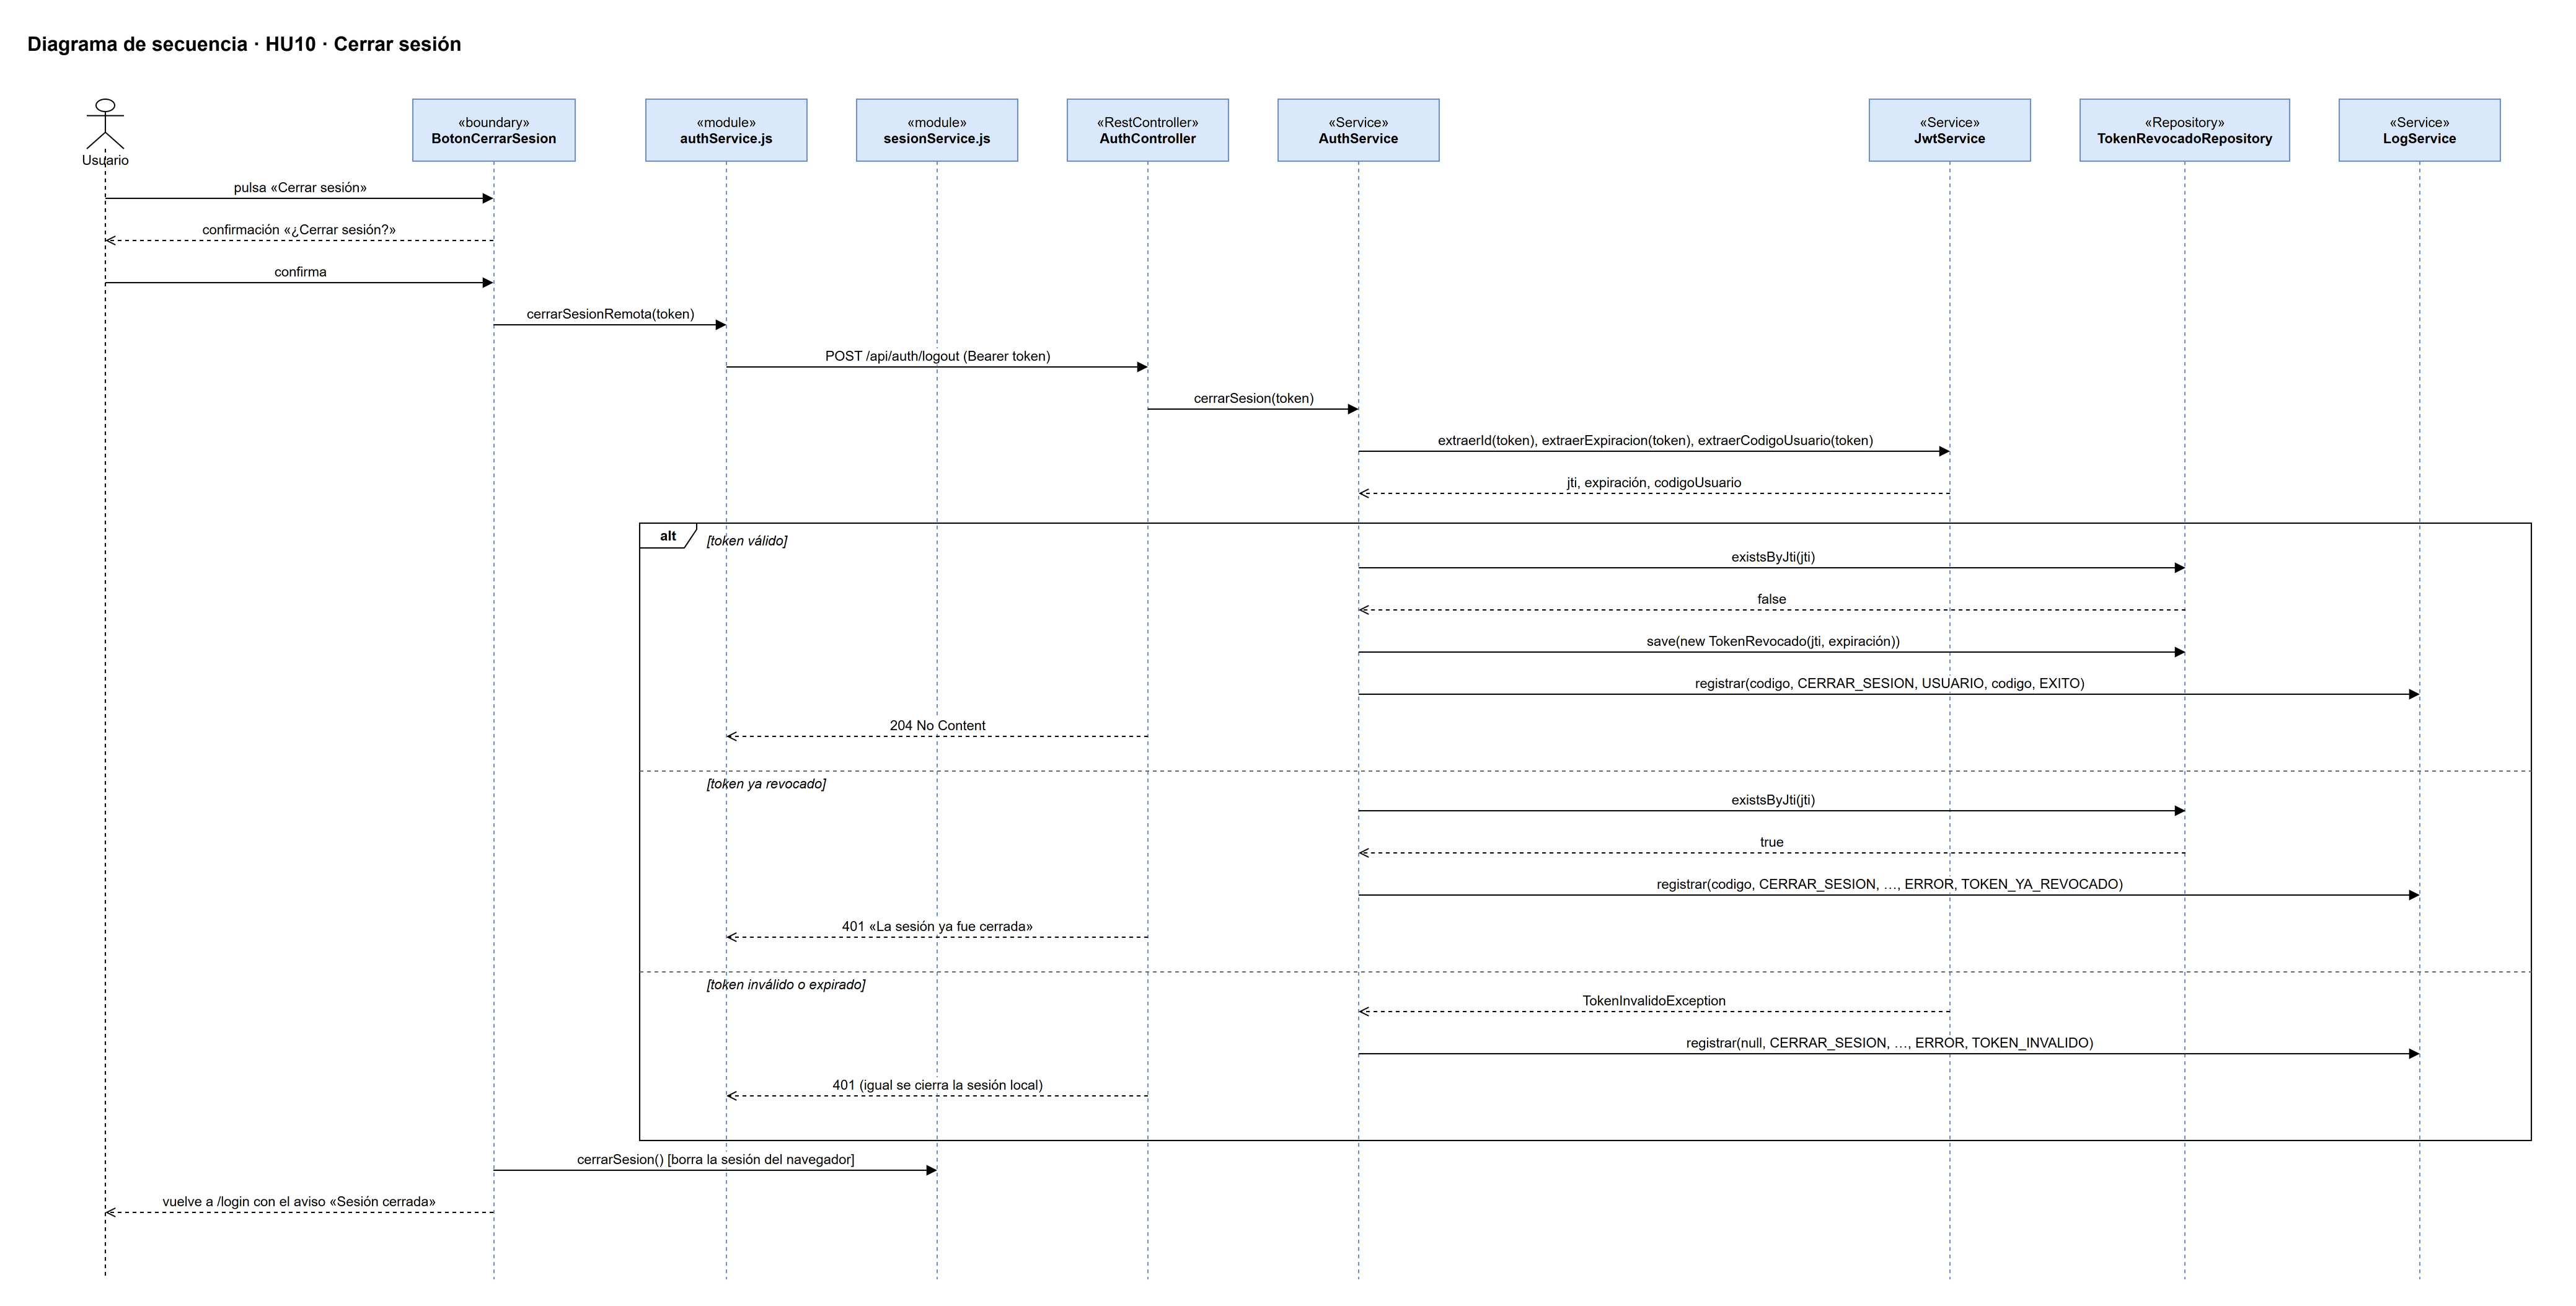 Diagrama de secuencia · HU10 · Cerrar sesión
Usuario
«boundary»
BotonCerrarSesion
«module»
authService.js
«module»
sesionService.js
«RestController»
AuthController
«Service»
AuthService
«Service»
JwtService
«Repository»
TokenRevocadoRepository
«Service»
LogService
pulsa «Cerrar sesión»
confirmación «¿Cerrar sesión?»
confirma
cerrarSesionRemota(token)
POST /api/auth/logout (Bearer token)
cerrarSesion(token)
extraerId(token), extraerExpiracion(token), extraerCodigoUsuario(token)
jti, expiración, codigoUsuario
alt
[token válido]
existsByJti(jti)
false
save(new TokenRevocado(jti, expiración))
registrar(codigo, CERRAR_SESION, USUARIO, codigo, EXITO)
204 No Content
[token ya revocado]
existsByJti(jti)
true
registrar(codigo, CERRAR_SESION, …, ERROR, TOKEN_YA_REVOCADO)
401 «La sesión ya fue cerrada»
[token inválido o expirado]
TokenInvalidoException
registrar(null, CERRAR_SESION, …, ERROR, TOKEN_INVALIDO)
401 (igual se cierra la sesión local)
cerrarSesion() [borra la sesión del navegador]
vuelve a /login con el aviso «Sesión cerrada»